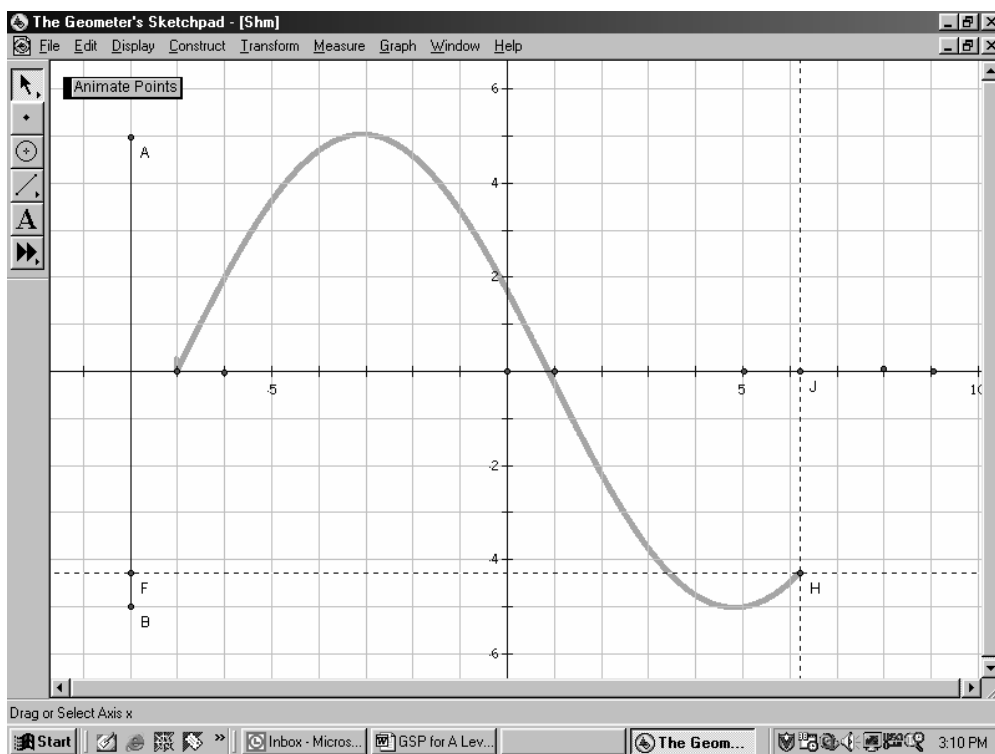 The Geometer's Sketchpad - [Shm]
File Edit Display Construct Transform Measure Graph Window Help
Animate Points
A
6
4
2
-5
5
J
10
-2
-4
F
H
B
-6
Drag or Select Axis x
Start » Inbox - Micros... GSP for A Lev... The Geom... 3:10 PM